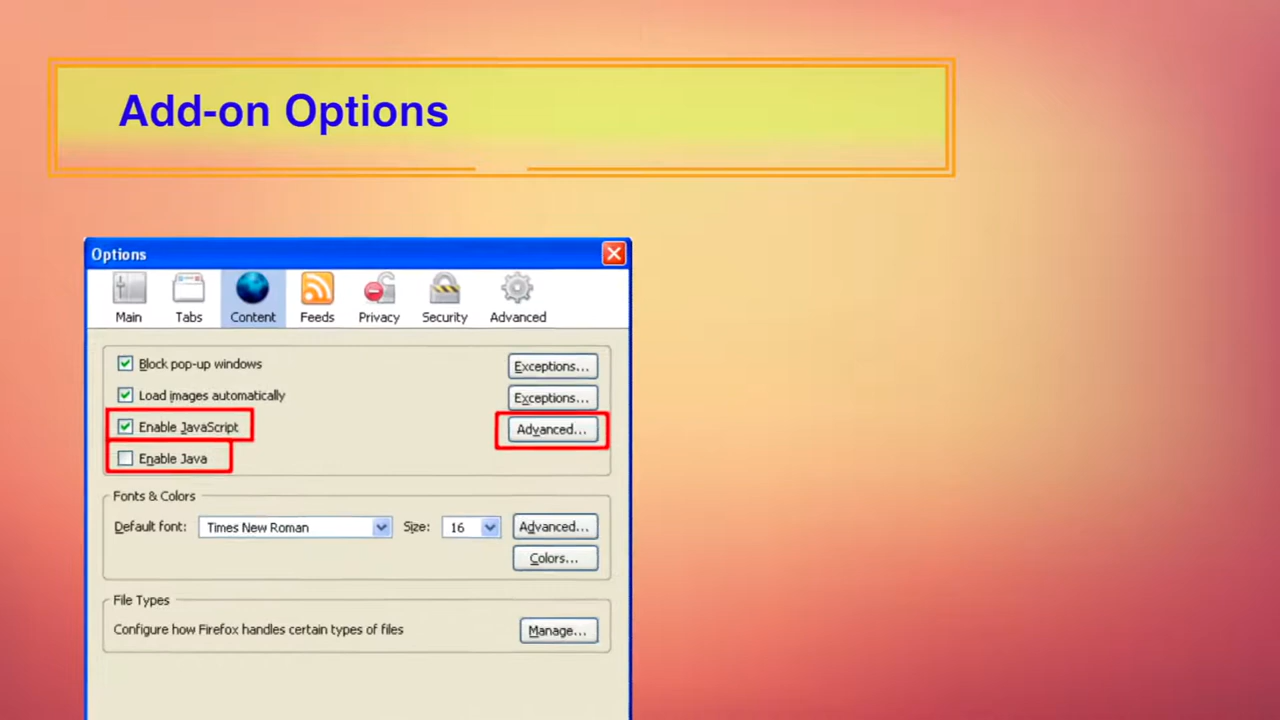 Add-on Options
Options
Main Tabs Content Feeds Privacy Security Advanced
Block pop-up windows Exceptions...
Load images automatically Exceptions...
Enable JavaScript Advanced...
Enable Java
Fonts & Colors
Default font: Times New Roman Size: 16 Advanced...
Colors...
File Types
Configure how Firefox handles certain types of files Manage...